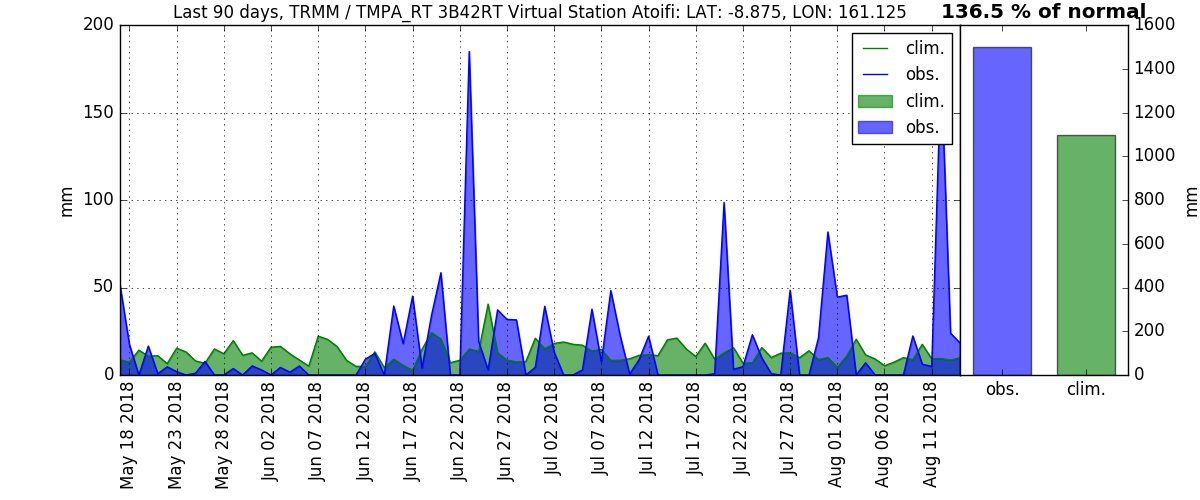 Last 90 days, TRMM / TMPA_RT 3B42RT Virtual Station Atoifi: LAT: -8.875, LON: 161.125
136.5 % of normal
200
150
100
50
0
mm
clim.
obs.
clim.
obs.
1600
1400
1200
1000
800
600
400
200
0
mm
May 18 2018
May 23 2018
May 28 2018
Jun 02 2018
Jun 07 2018
Jun 12 2018
Jun 17 2018
Jun 22 2018
Jun 27 2018
Jul 02 2018
Jul 07 2018
Jul 12 2018
Jul 17 2018
Jul 22 2018
Jul 27 2018
Aug 01 2018
Aug 06 2018
Aug 11 2018
obs.
clim.